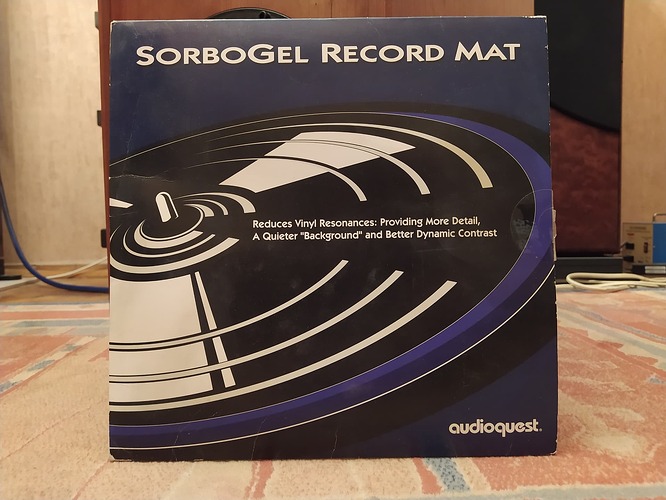 SORBOGEL RECORD MAT
Reduces Vinyl Resonances: Providing More Detail,
A Quieter "Background" and Better Dynamic Contrast
audioquest.